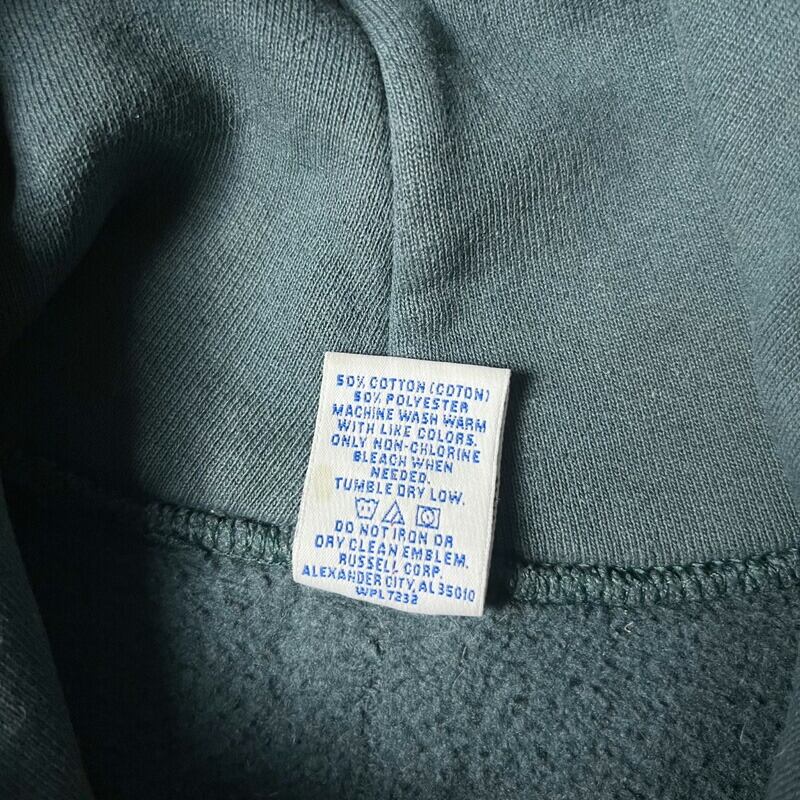 50% COTTON (COTON)
50% POLYESTER
MACHINE WASH WARM
WITH LIKE COLORS.
ONLY NON-CHLORINE
BLEACH WHEN
NEEDED.
TUMBLE DRY LOW.
DO NOT IRON OR
DRY CLEAN EMBLEM.
RUSSELL CORP.
ALEXANDER CITY, AL 35010
WPL 7232